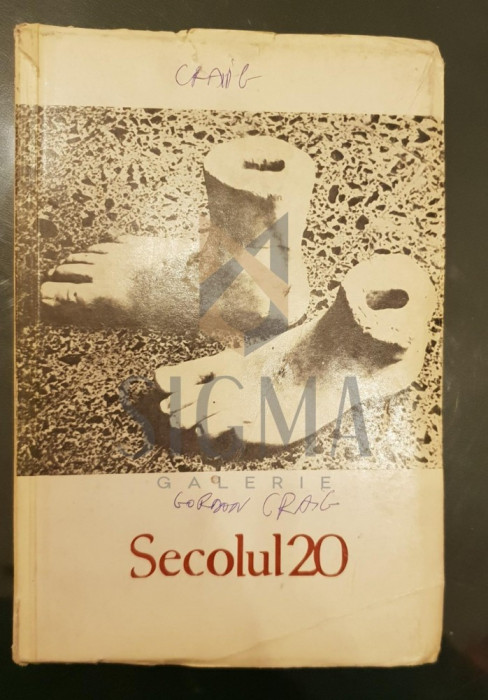 CRAIG
SIGMA
GALERIE
GORDON CRAIG
Secolul 20